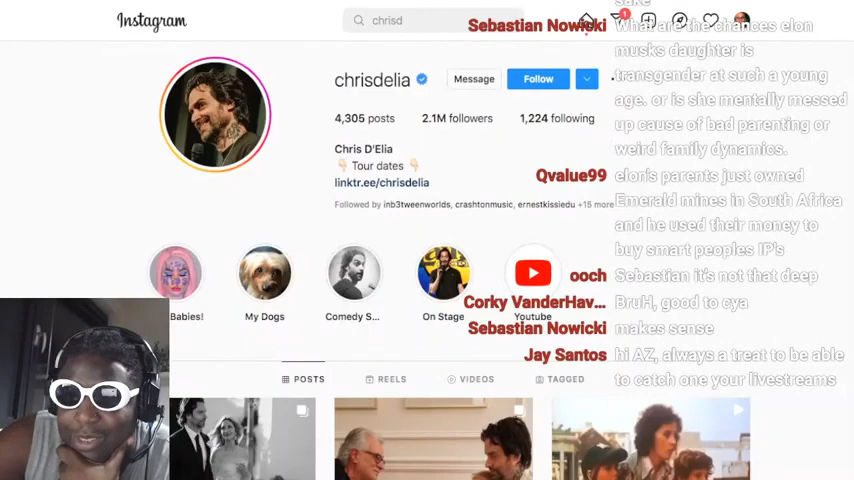 Instagram
chrisd
1
chrisdelia
Message
Follow
4,305 posts
2.1M followers
1,224 following
Chris D'Elia
👇🏻 Tour dates 👇🏻
linktr.ee/chrisdelia
Followed by inb3tweenworlds, crashtonmusic, ernestkissiedu +15 more
Babies!
My Dogs
Comedy S...
On Stage
Youtube
POSTS
REELS
VIDEOS
TAGGED
sake
Sebastian Nowicki What are the chances elon
musks daughter is
transgender at such a young
age. or is she mentally messed
up cause of bad parenting or
weird family dynamics.
Qvalue99 elon's parents just owned
Emerald mines in South Africa
and he used their money to
buy smart peoples IP's
ooch Sebastian it's not that deep
Corky VanderHav... BruH, good to cya
Sebastian Nowicki makes sense
Jay Santos hi AZ, always a treat to be able
to catch one your livestreams